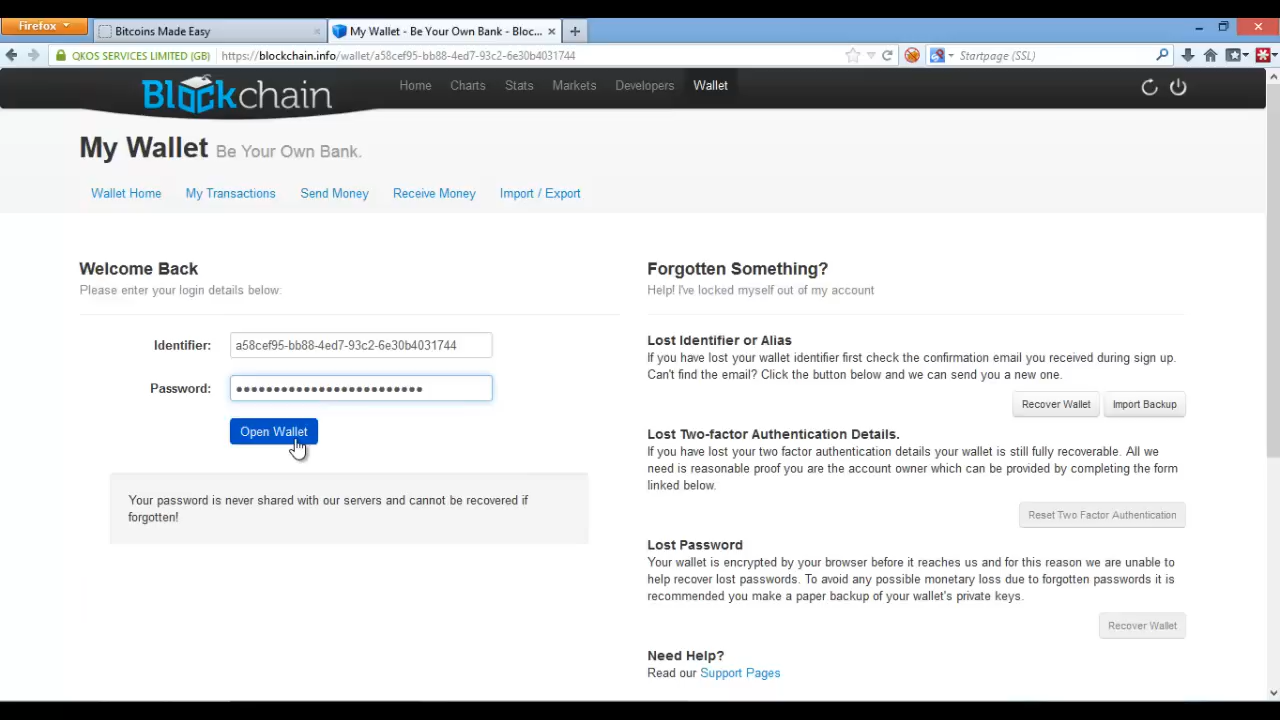 Firefox
Bitcoins Made Easy
My Wallet - Be Your Own Bank - Bloc...
QKOS SERVICES LIMITED (GB)
https://blockchain.info/wallet/a58cef95-bb88-4ed7-93c2-6e30b4031744
Startpage (SSL)
Blockchain
Home
Charts
Stats
Markets
Developers
Wallet
My Wallet Be Your Own Bank.
Wallet Home
My Transactions
Send Money
Receive Money
Import / Export
Welcome Back
Please enter your login details below:
Identifier: a58cef95-bb88-4ed7-93c2-6e30b4031744
Password:
Open Wallet
Your password is never shared with our servers and cannot be recovered if
forgotten!
Forgotten Something?
Help! I've locked myself out of my account
Lost Identifier or Alias
If you have lost your wallet identifier first check the confirmation email you received during sign up.
Can't find the email? Click the button below and we can send you a new one.
Recover Wallet
Import Backup
Lost Two-factor Authentication Details.
If you have lost your two factor authentication details your wallet is still fully recoverable. All we
need is reasonable proof you are the account owner which can be provided by completing the form
linked below.
Reset Two Factor Authentication
Lost Password
Your wallet is encrypted by your browser before it reaches us and for this reason we are unable to
help recover lost passwords. To avoid any possible monetary loss due to forgotten passwords it is
recommended you make a paper backup of your wallet's private keys.
Recover Wallet
Need Help?
Read our Support Pages